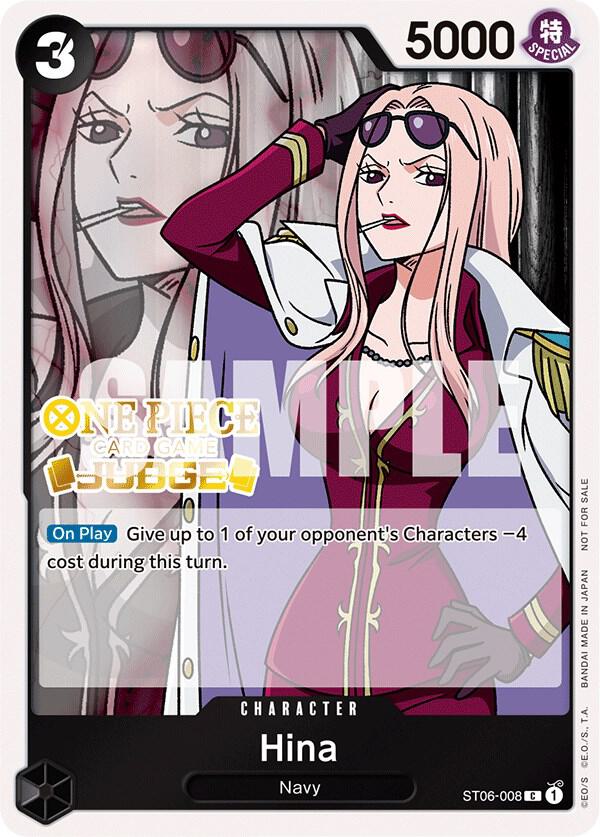 3
5000
特
SPECIAL
SAMPLE
ONE PIECE
CARD GAME
JUDGE
On Play Give up to 1 of your opponent's Characters −4
cost during this turn.
CHARACTER
Hina
Navy
ST06-008 C 1
©EO/S ©E.O./S., T.A. BANDAI MADE IN JAPAN NOT FOR SALE